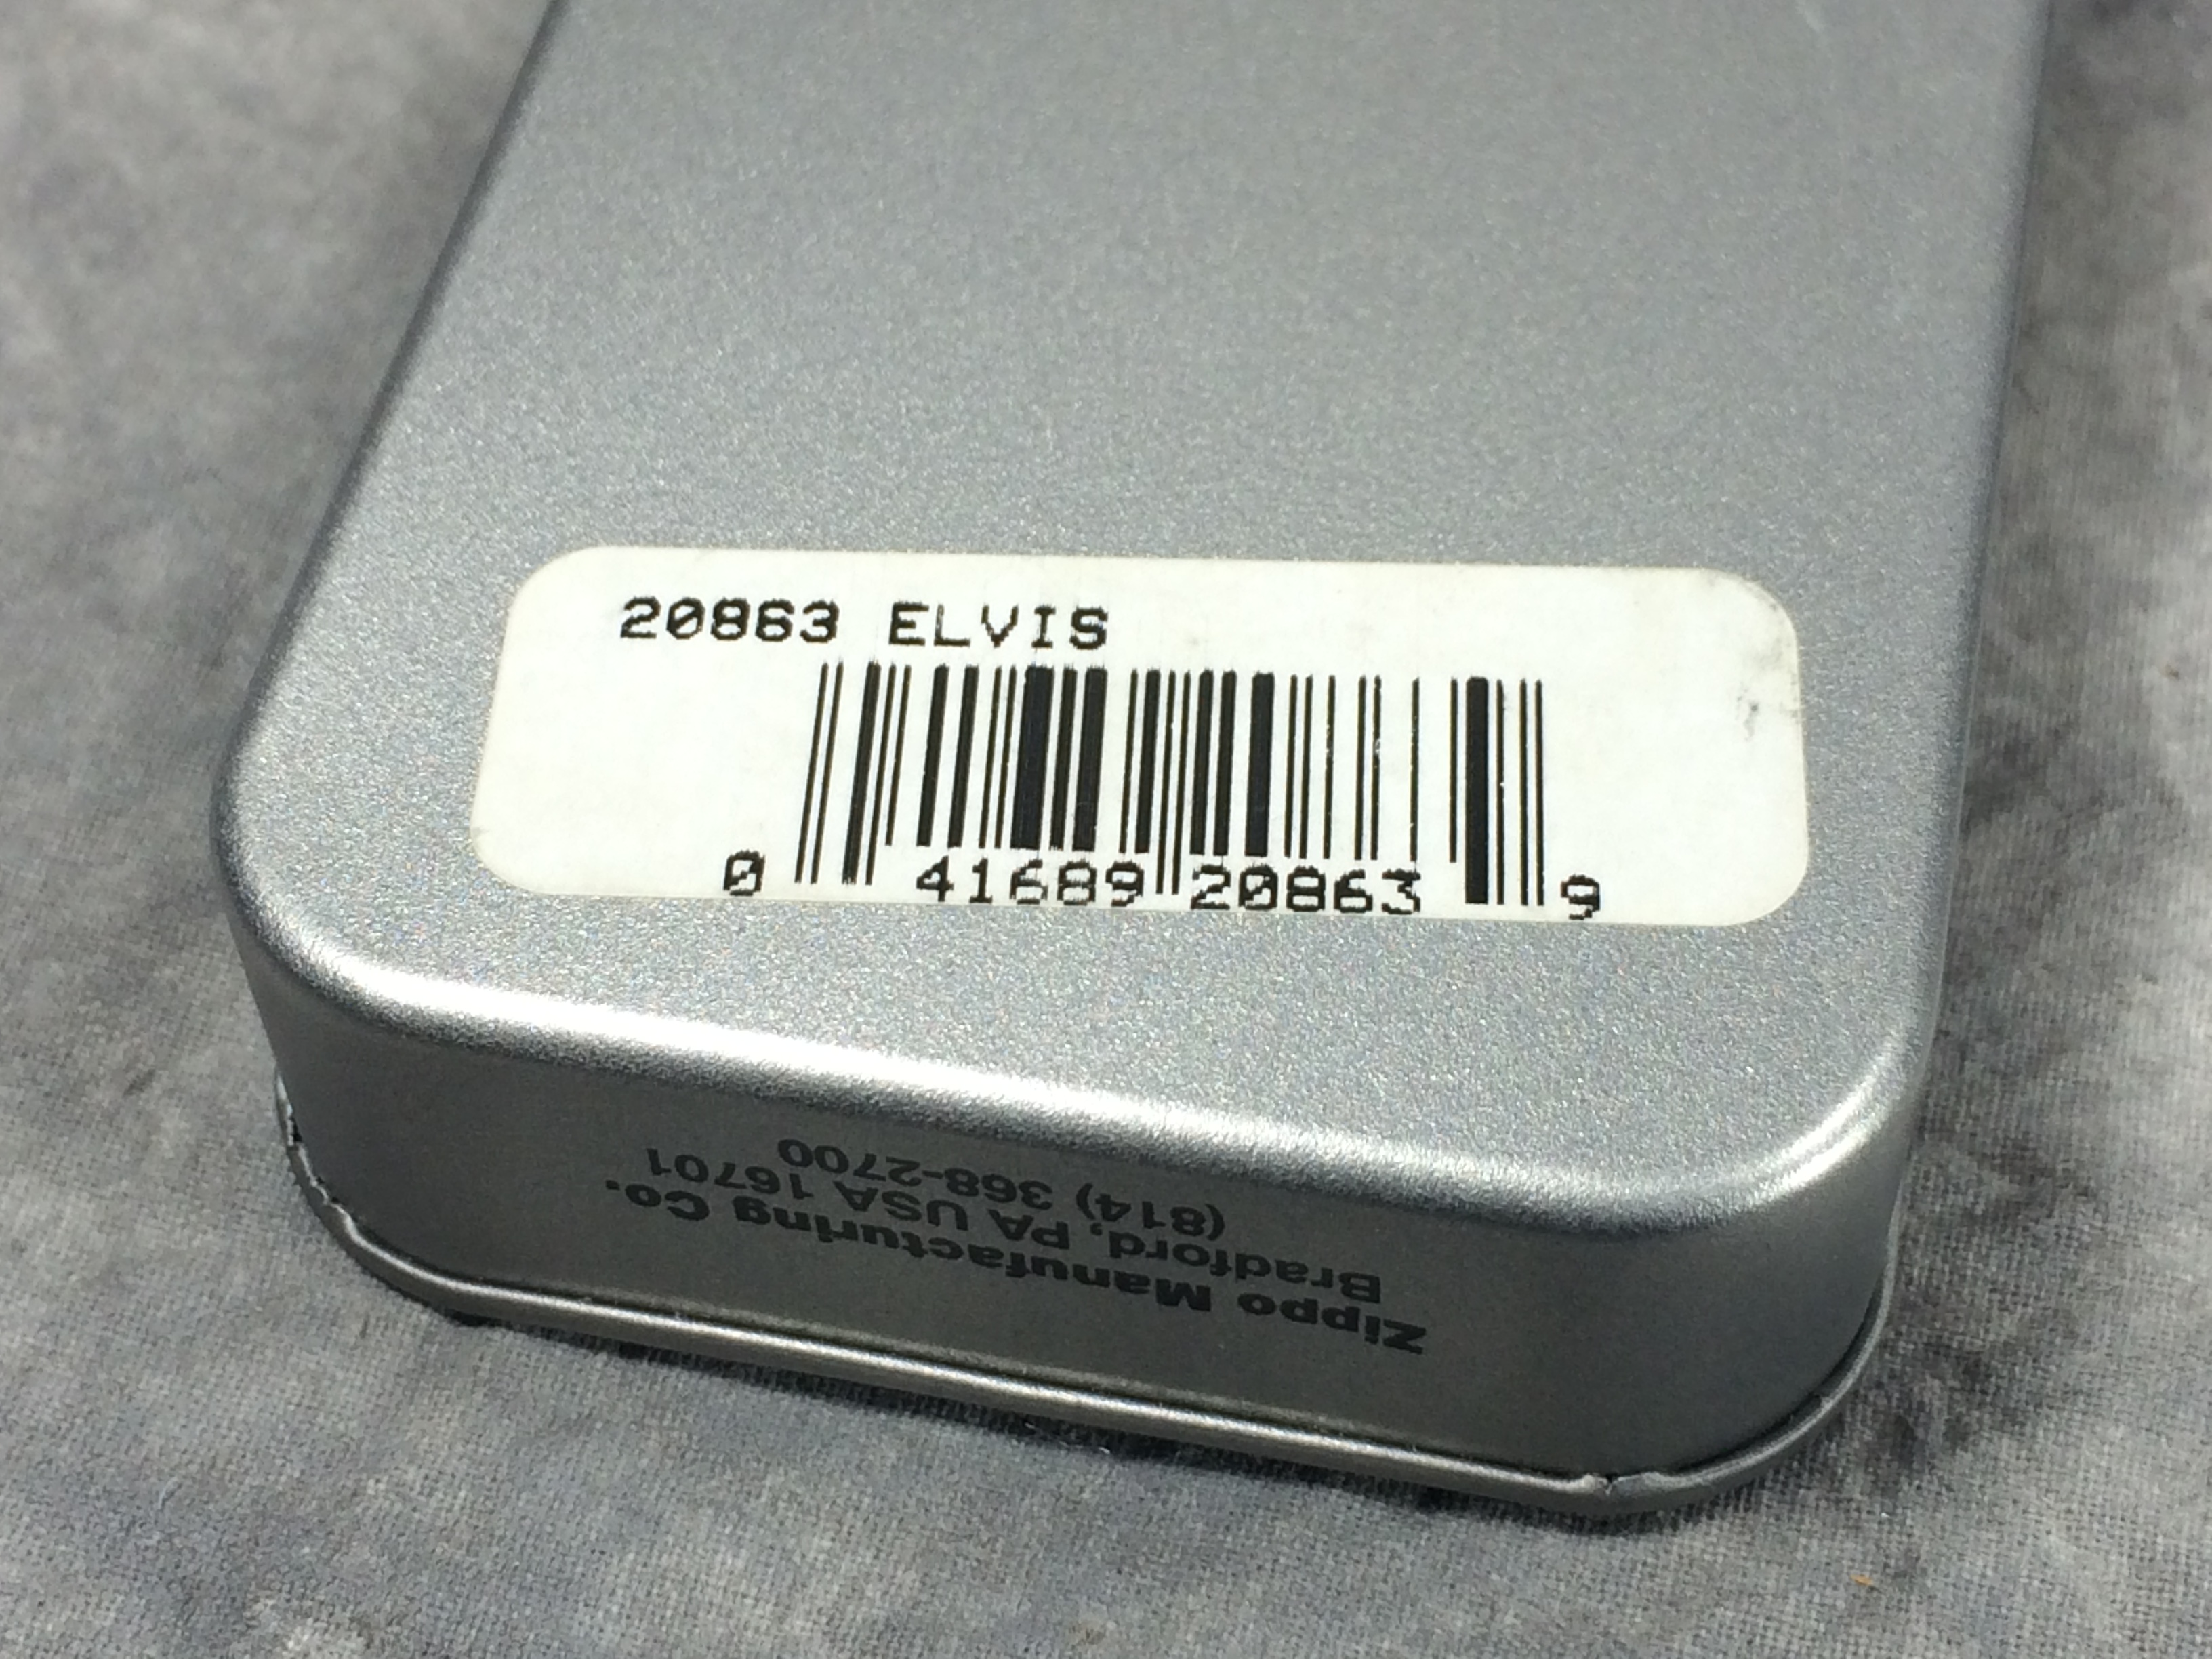 20863 ELVIS
0 41689 20863 9
Zippo Manufacturing Co.
Bradford, PA USA 16701
(814) 368-2700